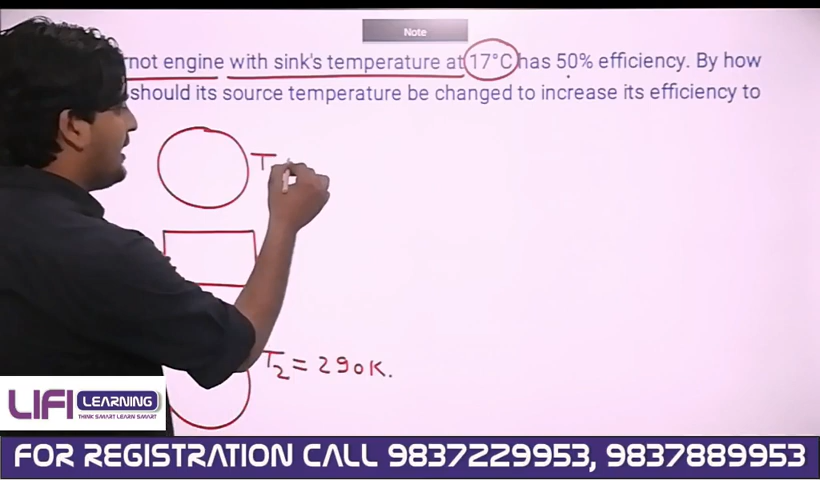 Note
rnot engine with sink's temperature at 17°C has 50% efficiency. By how
should its source temperature be changed to increase its efficiency to
T
T2 = 290K.
LIFI LEARNING
THINK SMART LEARN SMART
FOR REGISTRATION CALL 9837229953, 9837889953